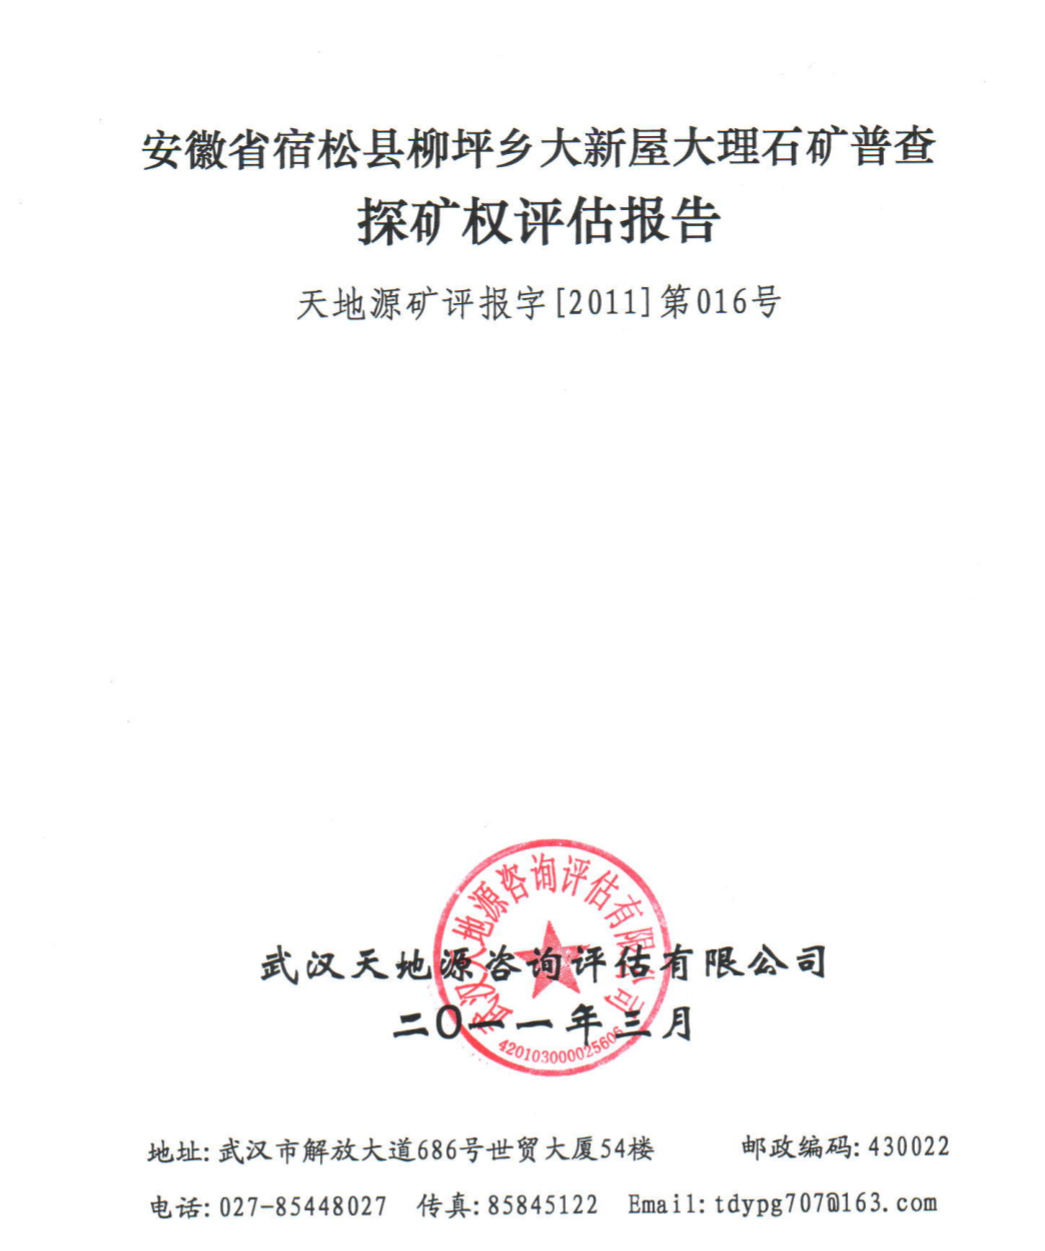 安徽省宿松县柳坪乡大新屋大理石矿普查
探矿权评估报告
天地源矿评报字[2011]第016号
武汉天地源咨询评估有限公司
武汉天地源咨询评估有限公司
二〇一一年三月
420103000025606
地址:武汉市解放大道686号世贸大厦54楼 邮政编码:430022
电话:027-85448027 传真:85845122 Email:tdypg707@163.com